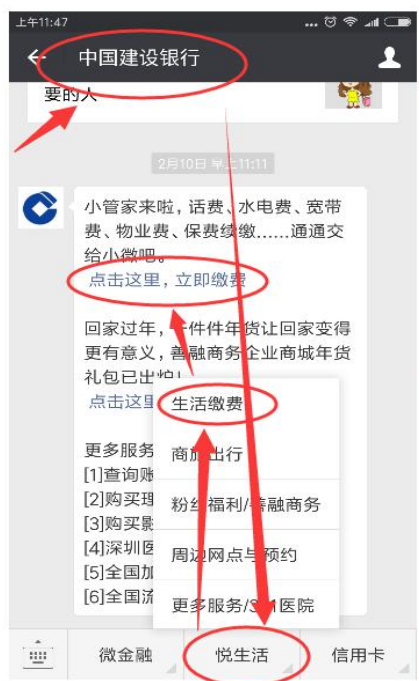 上午11:47
...
中国建设银行
要的人
2月10日 早上11:11
小管家来啦，话费、水电费、宽带
费、物业费、保费续缴......通通交
给小微吧。
点击这里，立即缴费
回家过年，一件件年货让回家变得
更有意义，善融商务企业商城年货
礼包已出炉!
点击这里
生活缴费
更多服务
商旅出行
[1]查询账
[2]购买理
粉丝福利/善融商务
[3]购买影
[4]深圳医
周边网点与预约
[5]全国加
[6]全国流
更多服务/301医院
微金融
悦生活
信用卡